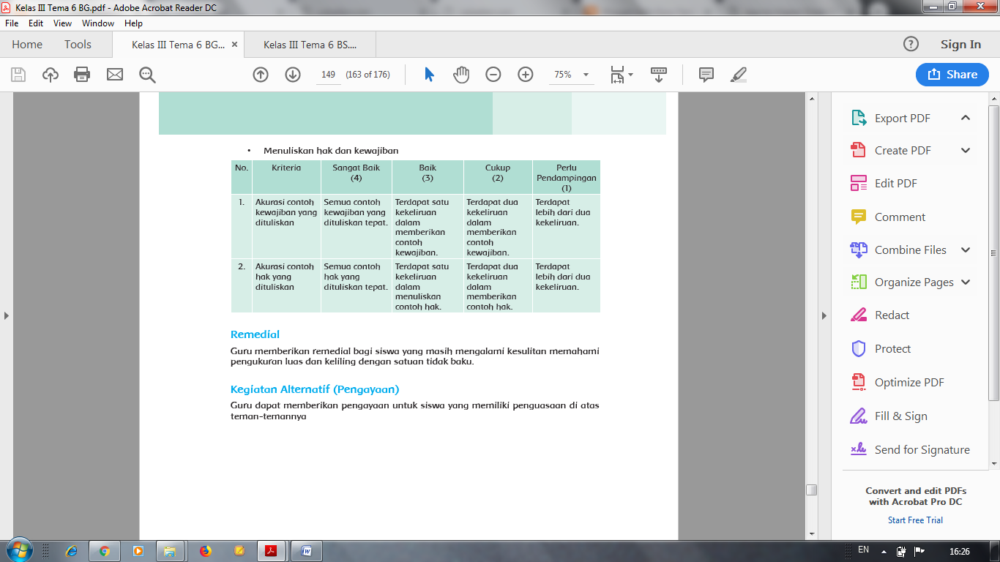 Kelas III Tema 6 BG.pdf - Adobe Acrobat Reader DC
File Edit View Window Help
Home Tools Kelas III Tema 6 BG... × Kelas III Tema 6 BS.... ? Sign In
149 (163 of 176) 75% Share
• Menuliskan hak dan kewajiban
No. Kriteria Sangat Baik Baik Cukup Perlu
(4) (3) (2) Pendampingan
(1)
1. Akurasi contoh Semua contoh Terdapat satu Terdapat dua Terdapat
kewajiban yang kewajiban yang kekeliruan kekeliruan lebih dari dua
dituliskan dituliskan tepat. dalam dalam kekeliruan.
memberikan memberikan
contoh contoh
kewajiban. kewajiban.
2. Akurasi contoh Semua contoh Terdapat satu Terdapat dua Terdapat
hak yang hak yang kekeliruan kekeliruan lebih dari dua
dituliskan dituliskan tepat. dalam dalam kekeliruan.
menuliskan memberikan
contoh hak. contoh hak.
Remedial
Guru memberikan remedial bagi siswa yang masih mengalami kesulitan memahami
pengukuran luas dan keliling dengan satuan tidak baku.
Kegiatan Alternatif (Pengayaan)
Guru dapat memberikan pengayaan untuk siswa yang memiliki penguasaan di atas
teman-temannya
Export PDF
Create PDF
Edit PDF
Comment
Combine Files
Organize Pages
Redact
Protect
Optimize PDF
Fill & Sign
Send for Signature
Convert and edit PDFs
with Acrobat Pro DC
Start Free Trial
EN 16:26